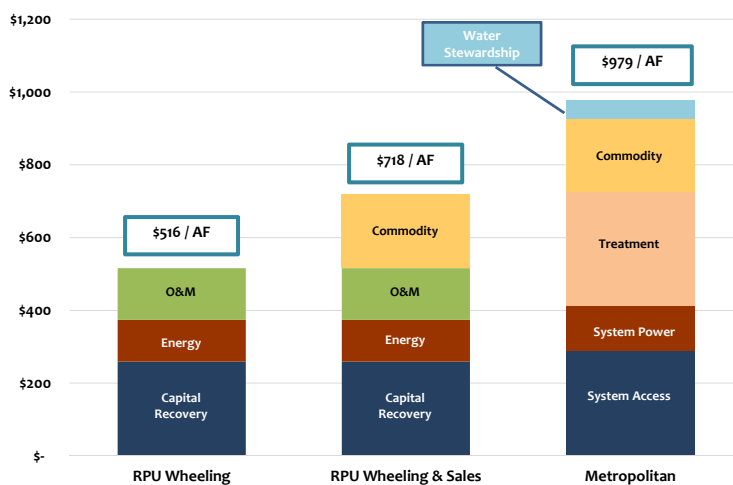 $1,200
$1,000
$800
$600
$400
$200
$-
Water
Stewardship
$979 / AF
$718 / AF
$516 / AF
O&M
Energy
Capital
Recovery
Commodity
O&M
Energy
Capital
Recovery
Commodity
Treatment
System Power
System Access
RPU Wheeling
RPU Wheeling & Sales
Metropolitan